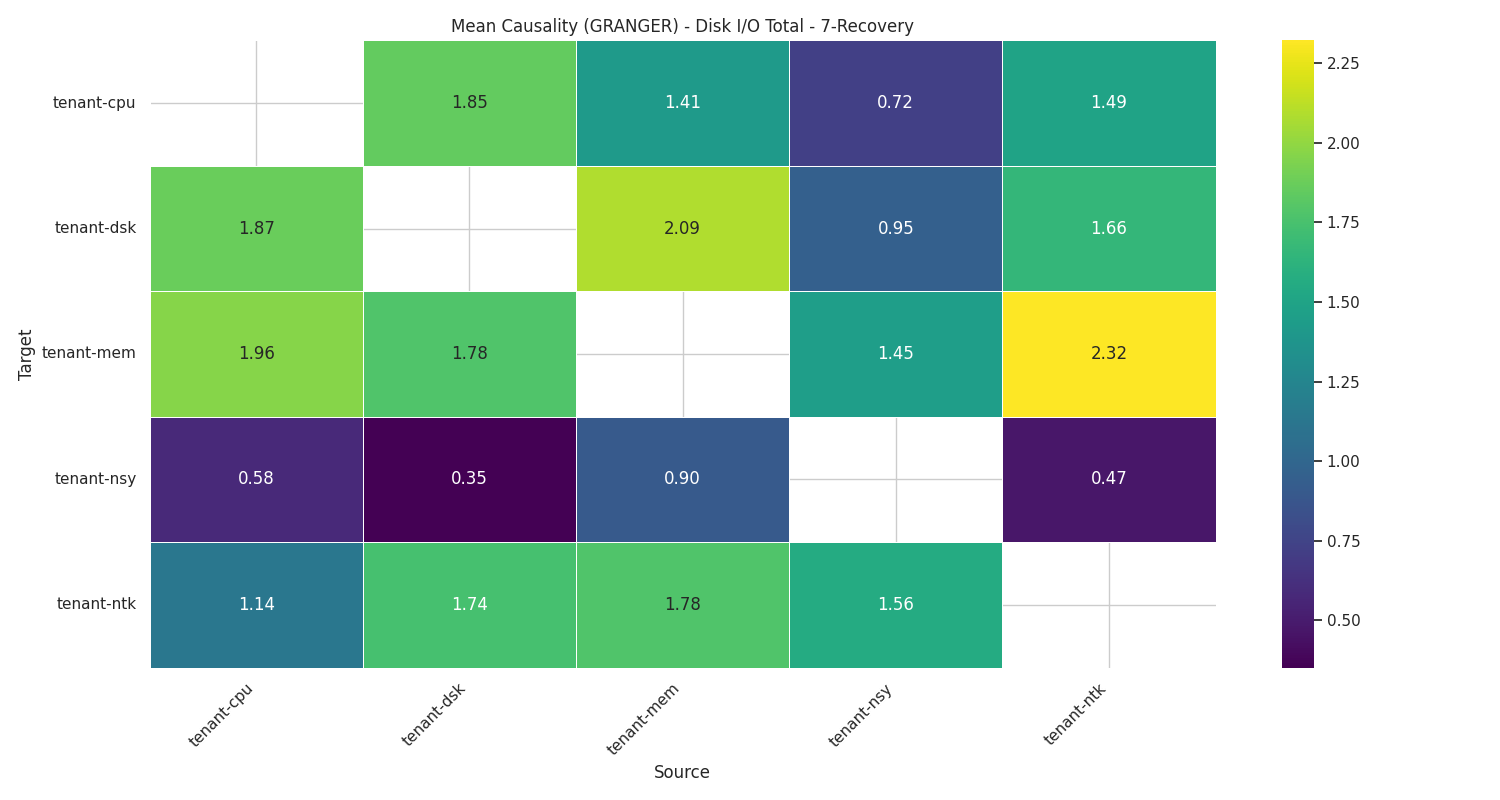 Mean Causality (GRANGER) - Disk I/O Total - 7-Recovery
tenant-cpu 1.85 1.41 0.72 1.49
tenant-dsk 1.87 2.09 0.95 1.66
tenant-mem 1.96 1.78 1.45 2.32
tenant-nsy 0.58 0.35 0.90 0.47
tenant-ntk 1.14 1.74 1.78 1.56
Target
tenant-cpu tenant-dsk tenant-mem tenant-nsy tenant-ntk
Source
2.25
2.00
1.75
1.50
1.25
1.00
0.75
0.50